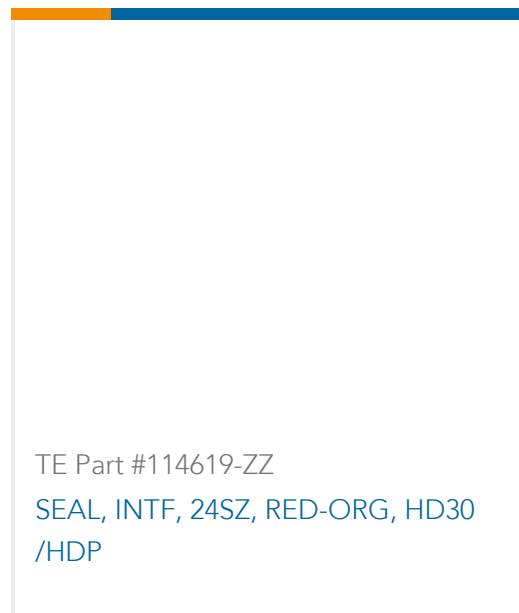 TE Part #114619-ZZ
SEAL, INTF, 24SZ, RED-ORG, HD30
/HDP